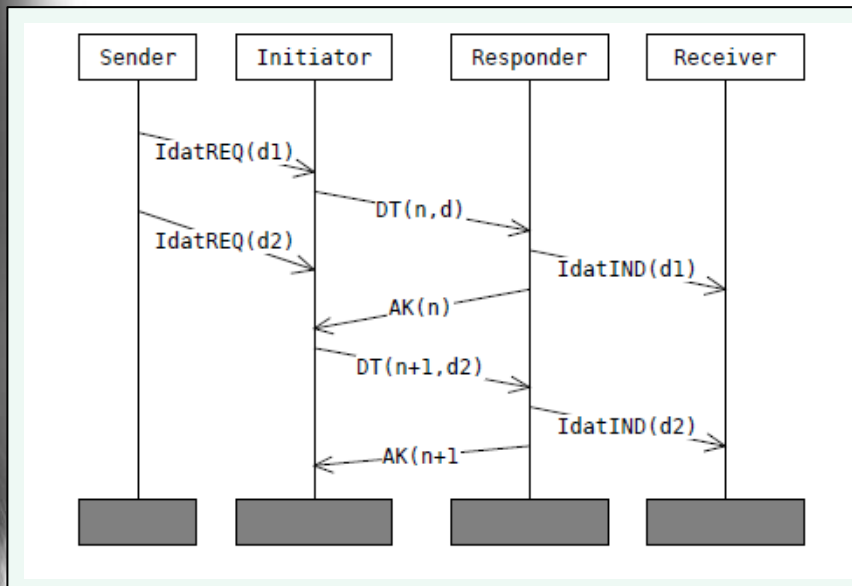 Sender Initiator Responder Receiver
IdatREQ(d1)
DT(n,d)
IdatREQ(d2)
IdatIND(d1)
AK(n)
DT(n+1,d2)
IdatIND(d2)
AK(n+1